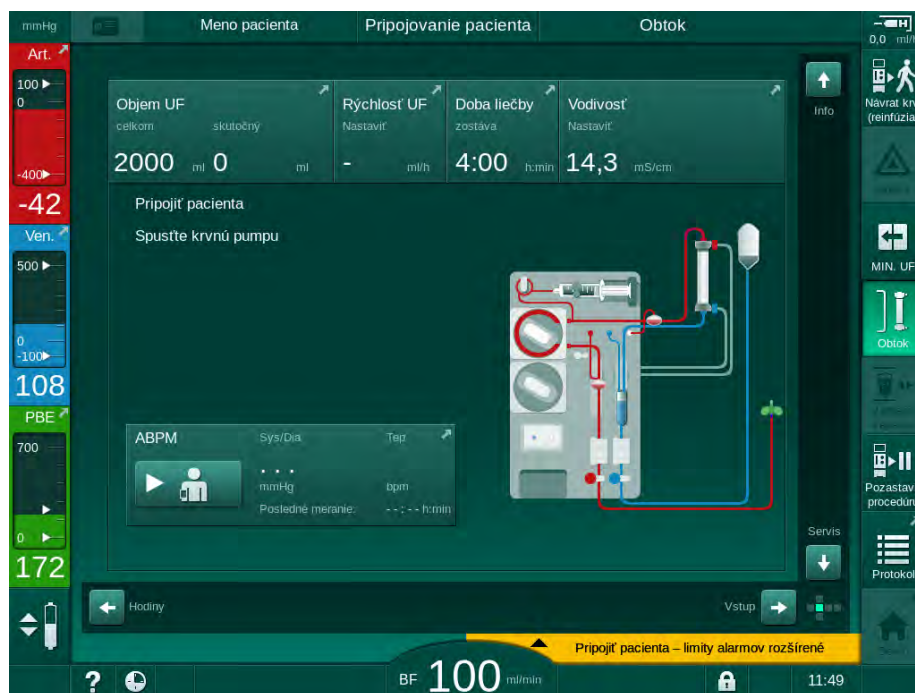 mmHg
Meno pacienta
Pripojovanie pacienta
Obtok
0,0 ml/h
Art.
100
0
-400
-42
Ven.
500
0
-100
108
PBE
700
0
172
Objem UF
celkom skutočný
2000 ml 0 ml
Rýchlosť UF
Nastaviť
- ml/h
Doba liečby
zostáva
4:00 h:min
Vodivosť
Nastaviť
14,3 mS/cm
Pripojiť pacienta
Spusťte krvnú pumpu
ABPM Sys/Dia Tep
. . .
mmHg bpm
Posledné meranie: --:-- h:min
Info
Servis
Návrat krvi
(reinfúzia
MIN. UF
Obtok
Pozastav
procedúr
Protokol
Hodiny
Vstup
Pripojiť pacienta – limity alarmov rozšírené
?
BF 100 ml/min
11:49